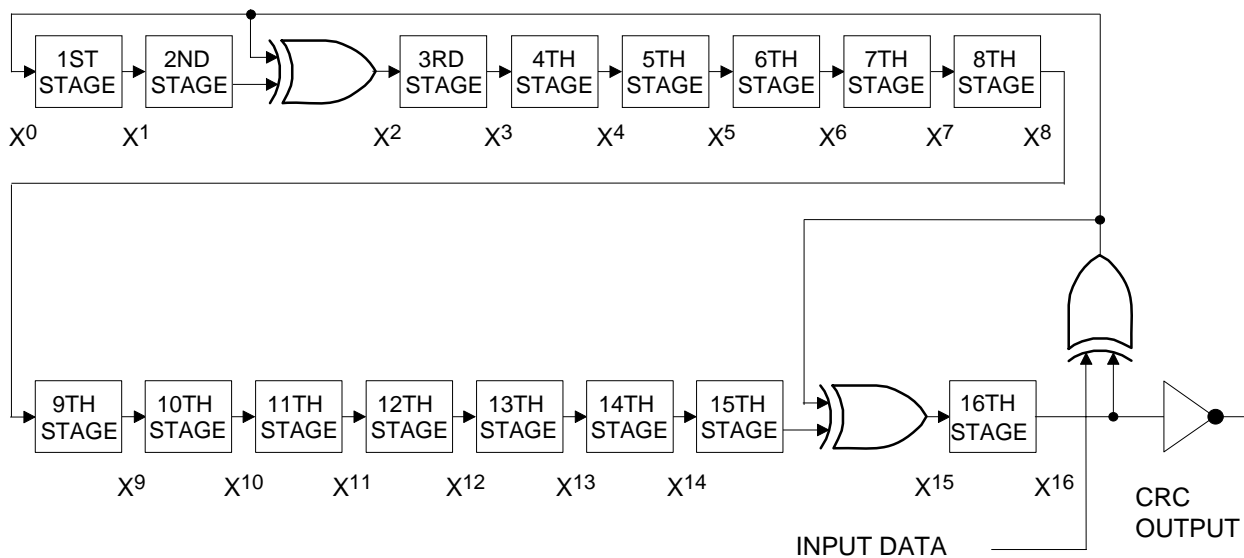 1ST
STAGE
2ND
STAGE
3RD
STAGE
4TH
STAGE
5TH
STAGE
6TH
STAGE
7TH
STAGE
8TH
STAGE
X⁰
X¹
X²
X³
X⁴
X⁵
X⁶
X⁷
X⁸
9TH
STAGE
10TH
STAGE
11TH
STAGE
12TH
STAGE
13TH
STAGE
14TH
STAGE
15TH
STAGE
16TH
STAGE
X⁹
X¹⁰
X¹¹
X¹²
X¹³
X¹⁴
X¹⁵
X¹⁶
CRC
OUTPUT
INPUT DATA